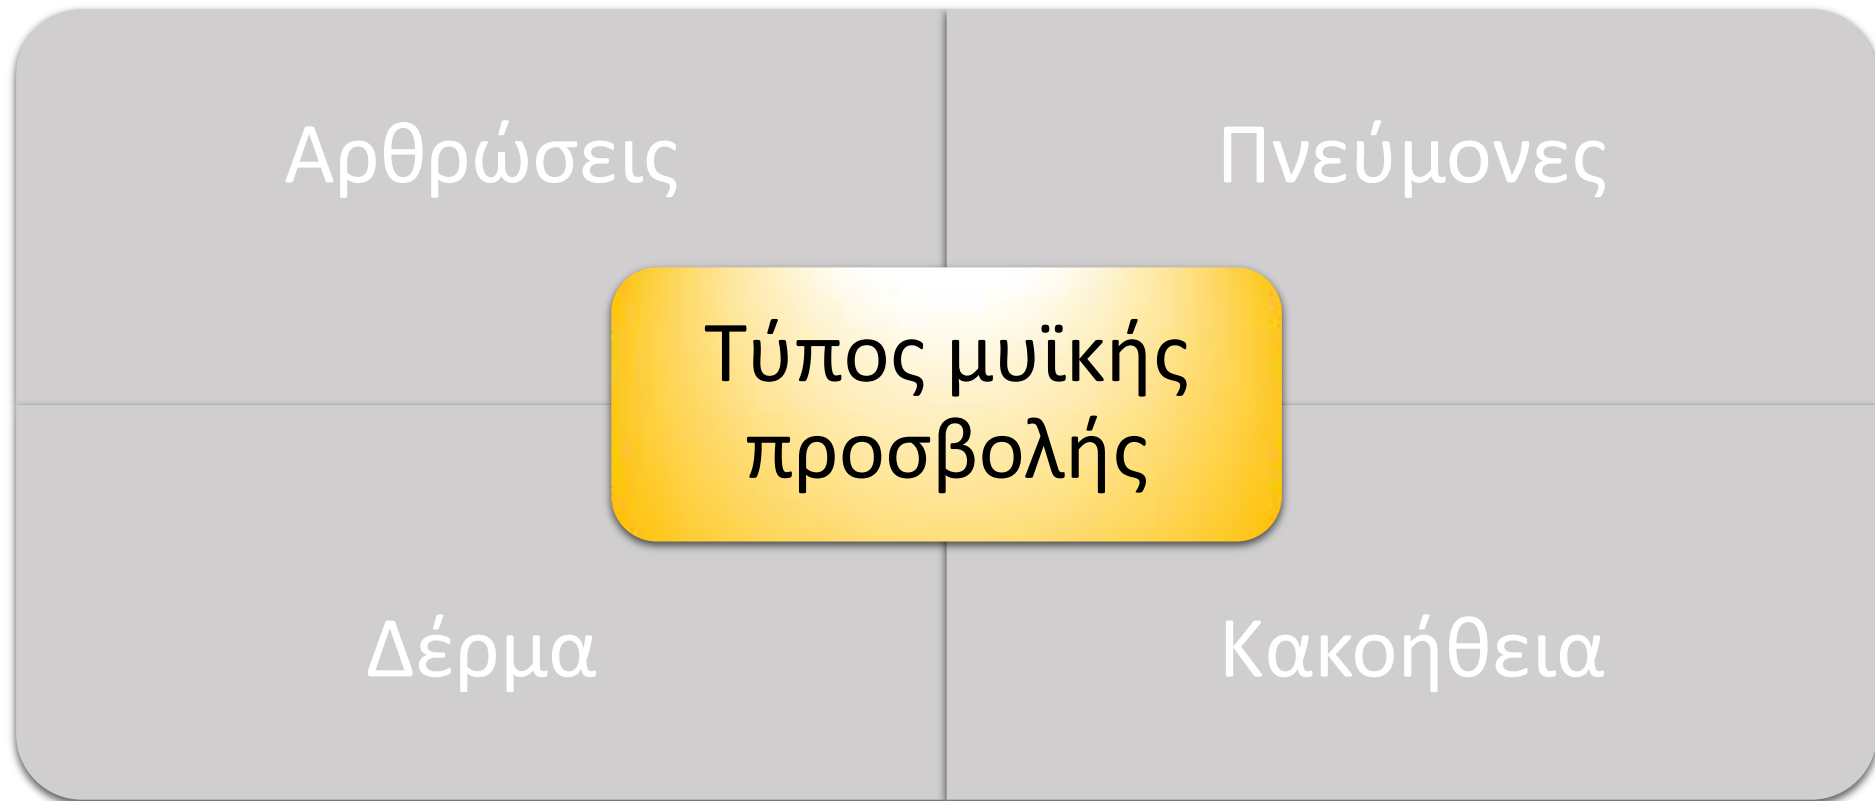 Αρθρώσεις
Πνεύμονες
Τύπος μυϊκής
προσβολής
Δέρμα
Κακοήθεια